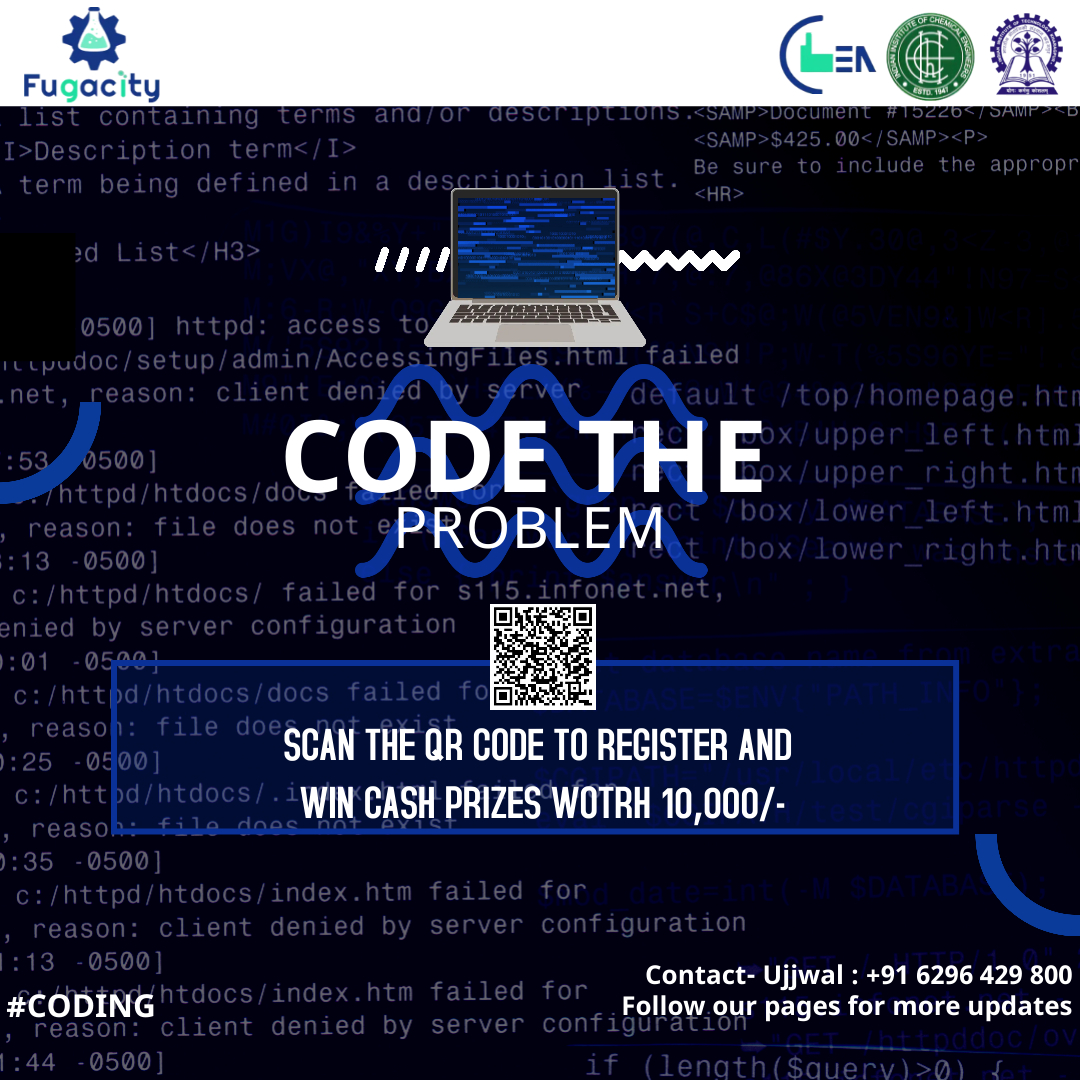 Fugacity
INDIAN INSTITUTE OF CHEMICAL ENGINEERS
ESTD. 1947
list containing terms and/or descriptions.
<SAMP>Document #15226</SAMP><B
I>Description term</I>
<SAMP>$425.00</SAMP><P>
term being defined in a description list.
Be sure to include the appropr
<HR>
ed List</H3>
0500] httpd: access to
doc/setup/admin/AccessingFiles.html failed
.net, reason: client denied by server
default /top/homepage.htm
CODE THE
PROBLEM
/box/upper_left.html
:53 0500]
/box/upper_right.htm
/httpd/htdocs/docs failed for
/box/lower_left.html
, reason: file does not exist
rect /box/lower_right.htm
:13 -0500]
c:/httpd/htdocs/ failed for s115.infonet.net,
enied by server configuration
:01 -0500]
c:/httpd/htdocs/docs failed fo
, reason: file does not exist
SCAN THE QR CODE TO REGISTER AND
:25 -0500]
WIN CASH PRIZES WOTRH 10,000/-
c:/httpd/htdocs/.index.html failed for
, reason: file does not exist
:35 -0500]
c:/httpd/htdocs/index.htm failed for
, reason: client denied by server configuration
:13 -0500]
c:/httpd/htdocs/index.htm failed for
, reason: client denied by server configuration
:44 -0500]
#CODING
Contact- Ujjwal : +91 6296 429 800
Follow our pages for more updates
if (length($query)>0) {